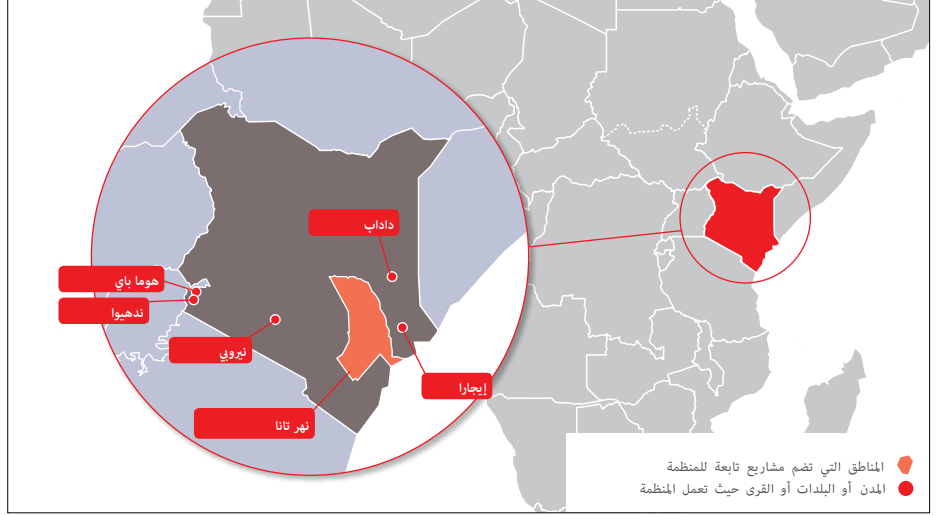 داداب
هوما باي
ندهيوا
نيروبي
إيجارا
نهر تانا
المناطق التي تضم مشاريع تابعة للمنظمة
المدن أو البلدات أو القرى حيث تعمل المنظمة